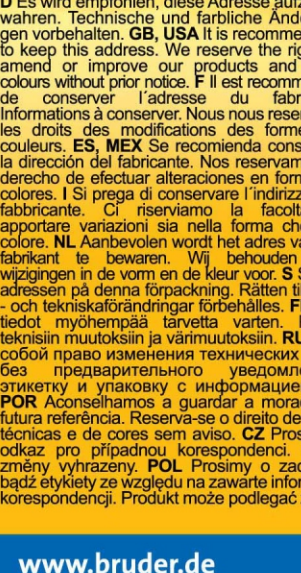 D Es wird empfohlen, diese Adresse
wahren. Technische und farbliche Änd
gen vorbehalten. GB, USA It is recomme
to keep this address. We reserve the rig
amend or improve our products and
colours without prior notice. F Il est recomm
de conserver l´adresse du fab
Informations à conserver. Nous nous rese
les droits des modifications des form
couleurs. ES, MEX Se recomienda cons
la dirección del fabricante. Nos reservam
derecho de efectuar alteraciones en for
colores. I Si prega di conservare l´indirizz
fabbricante. Ci riserviamo la facolt
apportare variazioni sia nella forma ch
colore. NL Aanbevolen wordt het adres va
fabrikant te bewaren. Wij behouden
wijzigingen in de vorm en de kleur voor. S S
adressen på denna förpackning. Rätten ti
- och tekniskaförändringar förbehålles. F
tiedot myöhempää tarvetta varten.
teknisiin muutoksiin ja värimuutoksiin. RU
собой право изменения технических
без предварительного уведомл
этикетку и упаковку с информацие
POR Aconselhamos a guardar a mora
futura referência. Reserva-se o direito de
técnicas e de cores sem aviso. CZ Pros
odkaz pro případnou korespondenci.
změny vyhrazeny. POL Prosimy o zac
bądź etykiety ze względu na zawarte infor
korespondencji. Produkt może podlegać
www.bruder.de